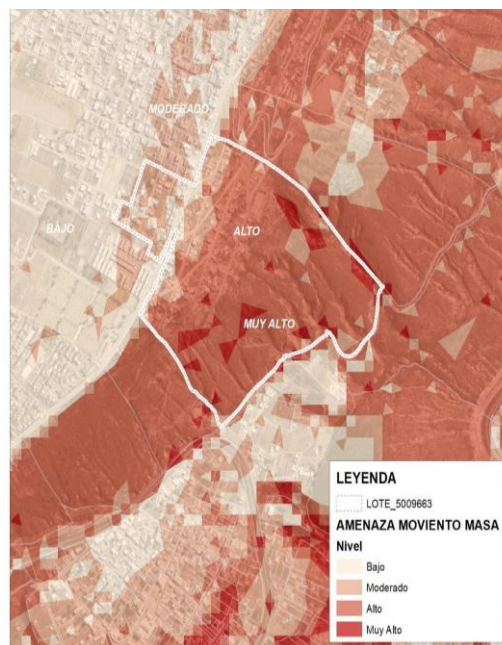 MODERADO
BAJO
ALTO
MUY ALTO
LEYENDA
LOTE_5009663
AMENAZA MOVIENTO MASA
Nivel
Bajo
Moderado
Alto
Muy Alto